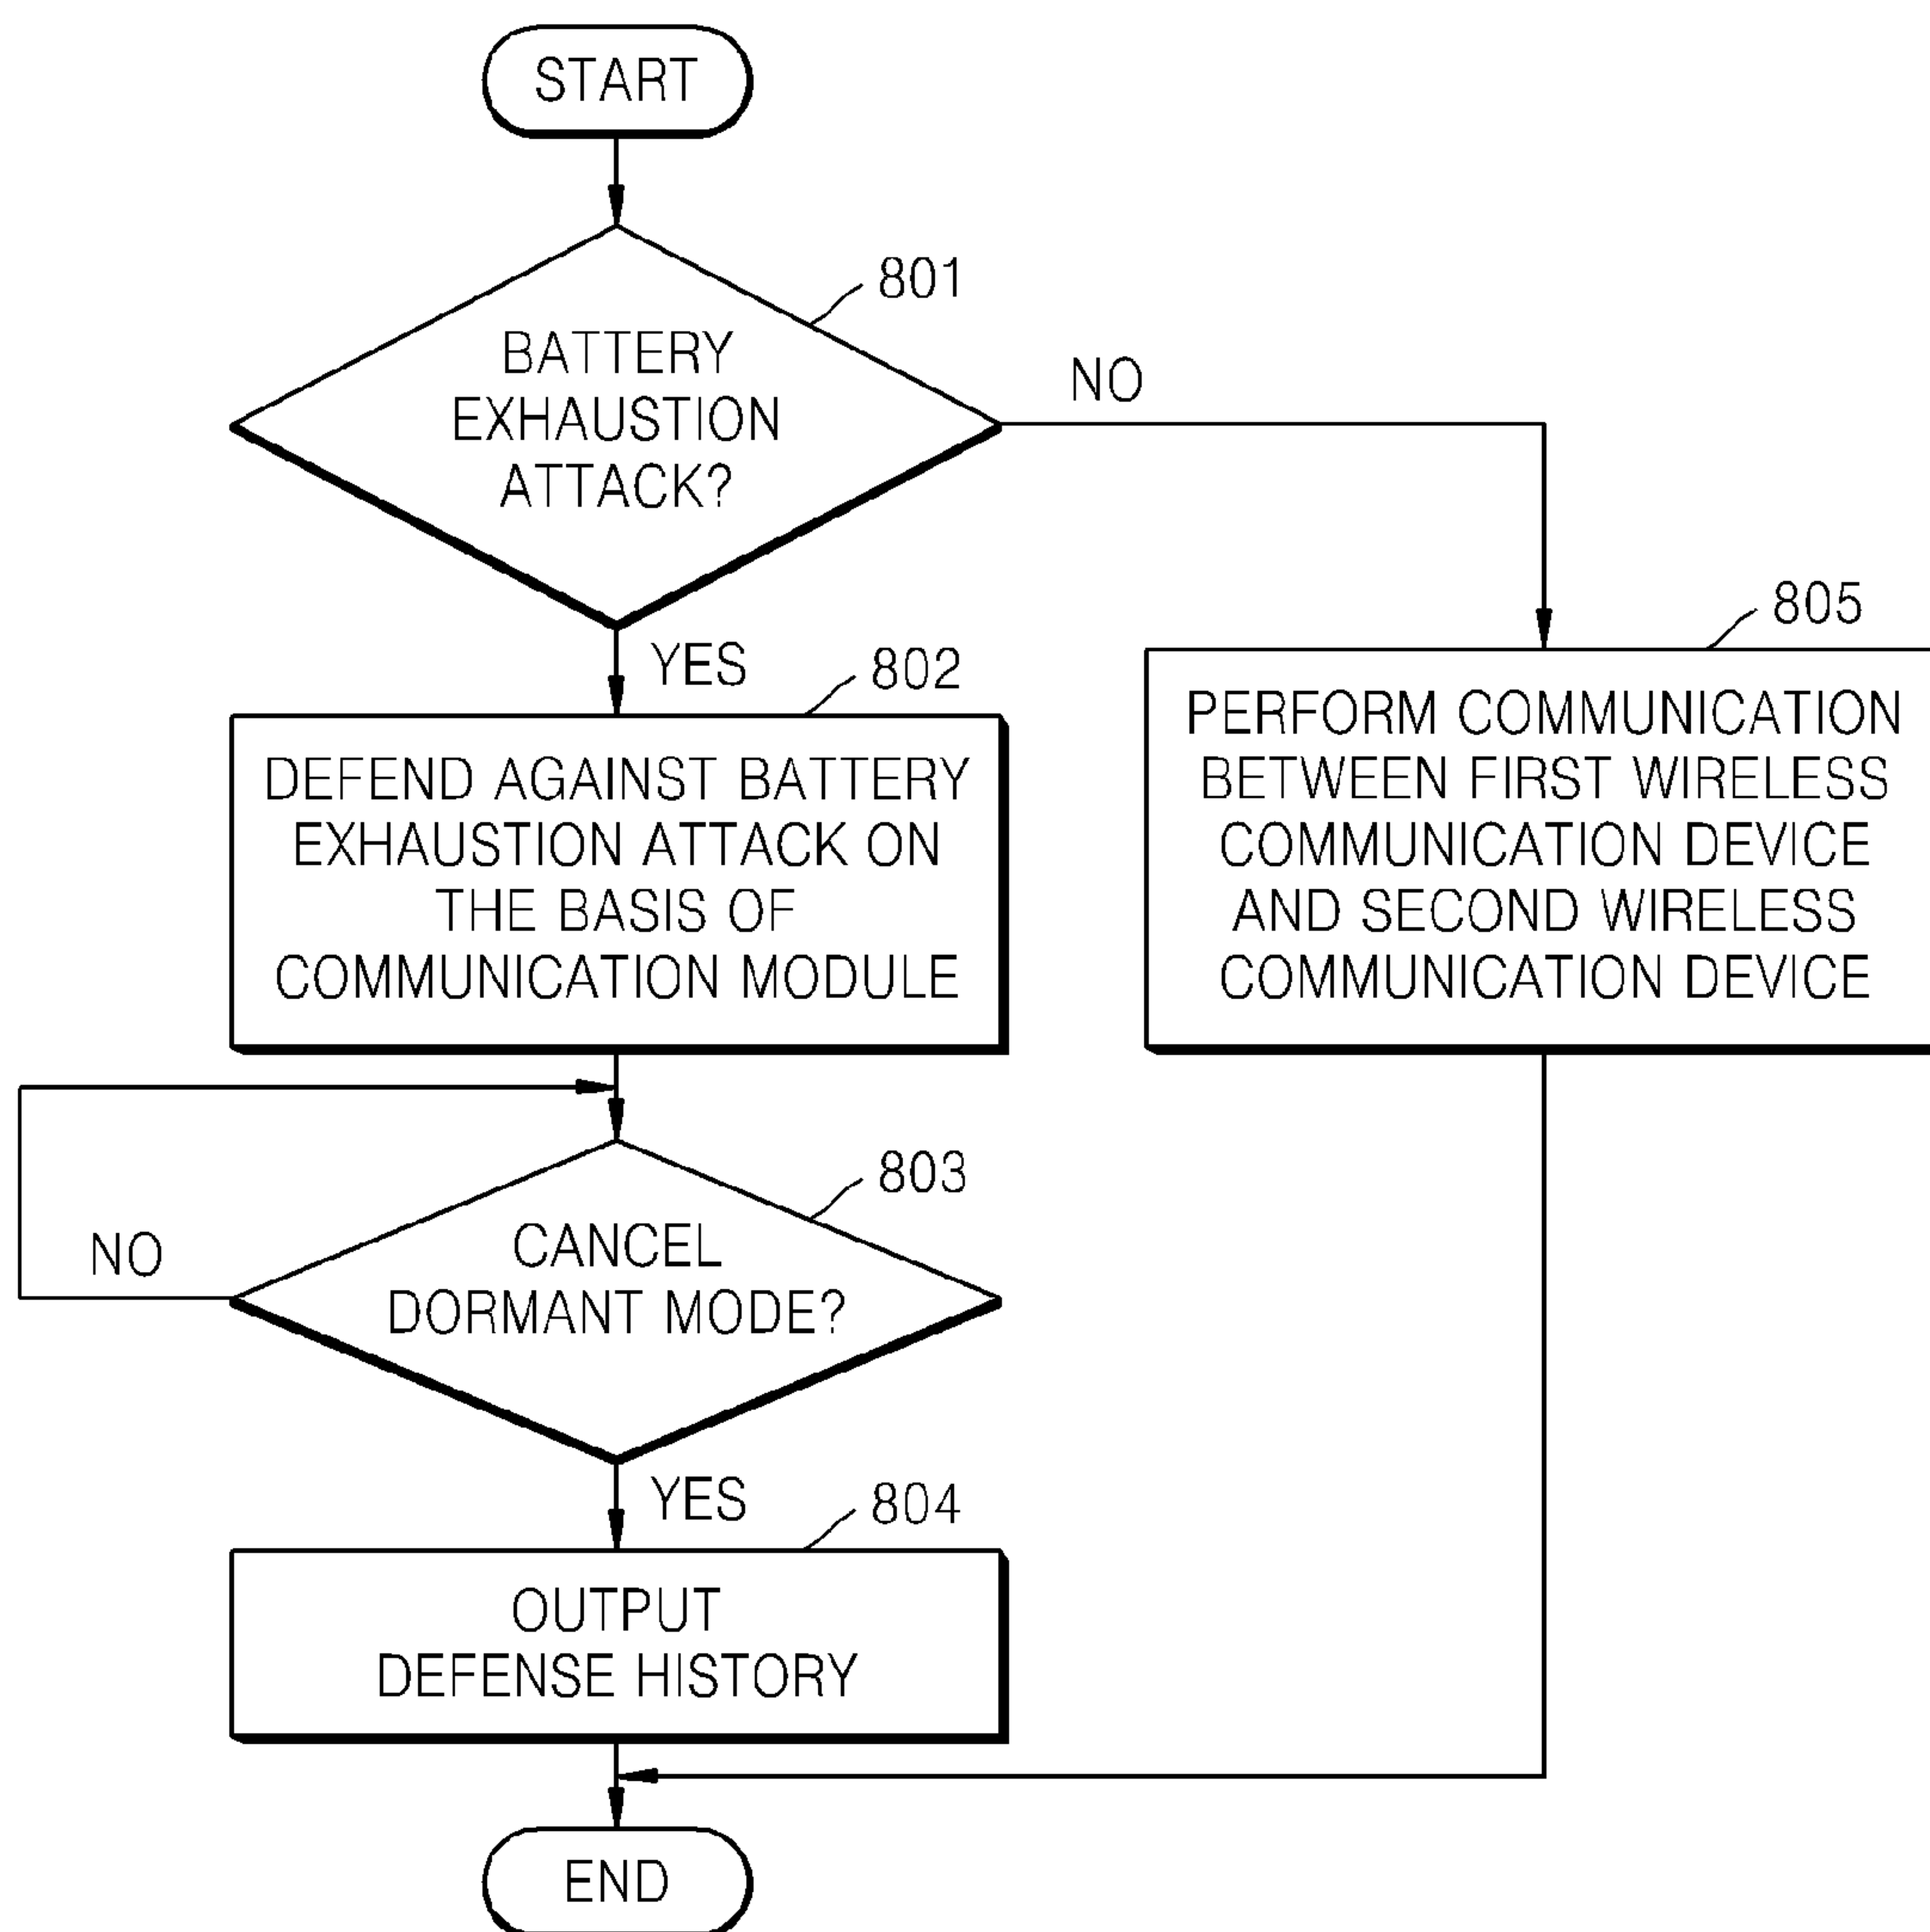 START
801
BATTERY
EXHAUSTION
ATTACK?
NO
YES
802
DEFEND AGAINST BATTERY
EXHAUSTION ATTACK ON
THE BASIS OF
COMMUNICATION MODULE
805
PERFORM COMMUNICATION
BETWEEN FIRST WIRELESS
COMMUNICATION DEVICE
AND SECOND WIRELESS
COMMUNICATION DEVICE
803
CANCEL
DORMANT MODE?
NO
YES
804
OUTPUT
DEFENSE HISTORY
END